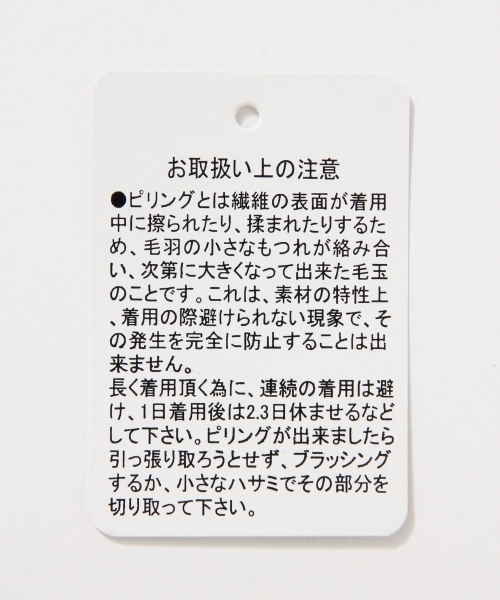 お取扱い上の注意
●ピリングとは繊維の表面が着用
中に擦られたり、揉まれたりするた
め、毛羽の小さなもつれが絡み合
い、次第に大きくなって出来た毛玉
のことです。これは、素材の特性上
、着用の際避けられない現象で、そ
の発生を完全に防止することは出
来ません。
長く着用頂く為に、連続の着用は避
け、1日着用後は2.3日休ませるなど
して下さい。ピリングが出来ましたら
引っ張り取ろうとせず、ブラッシング
するか、小さなハサミでその部分を
切り取って下さい。